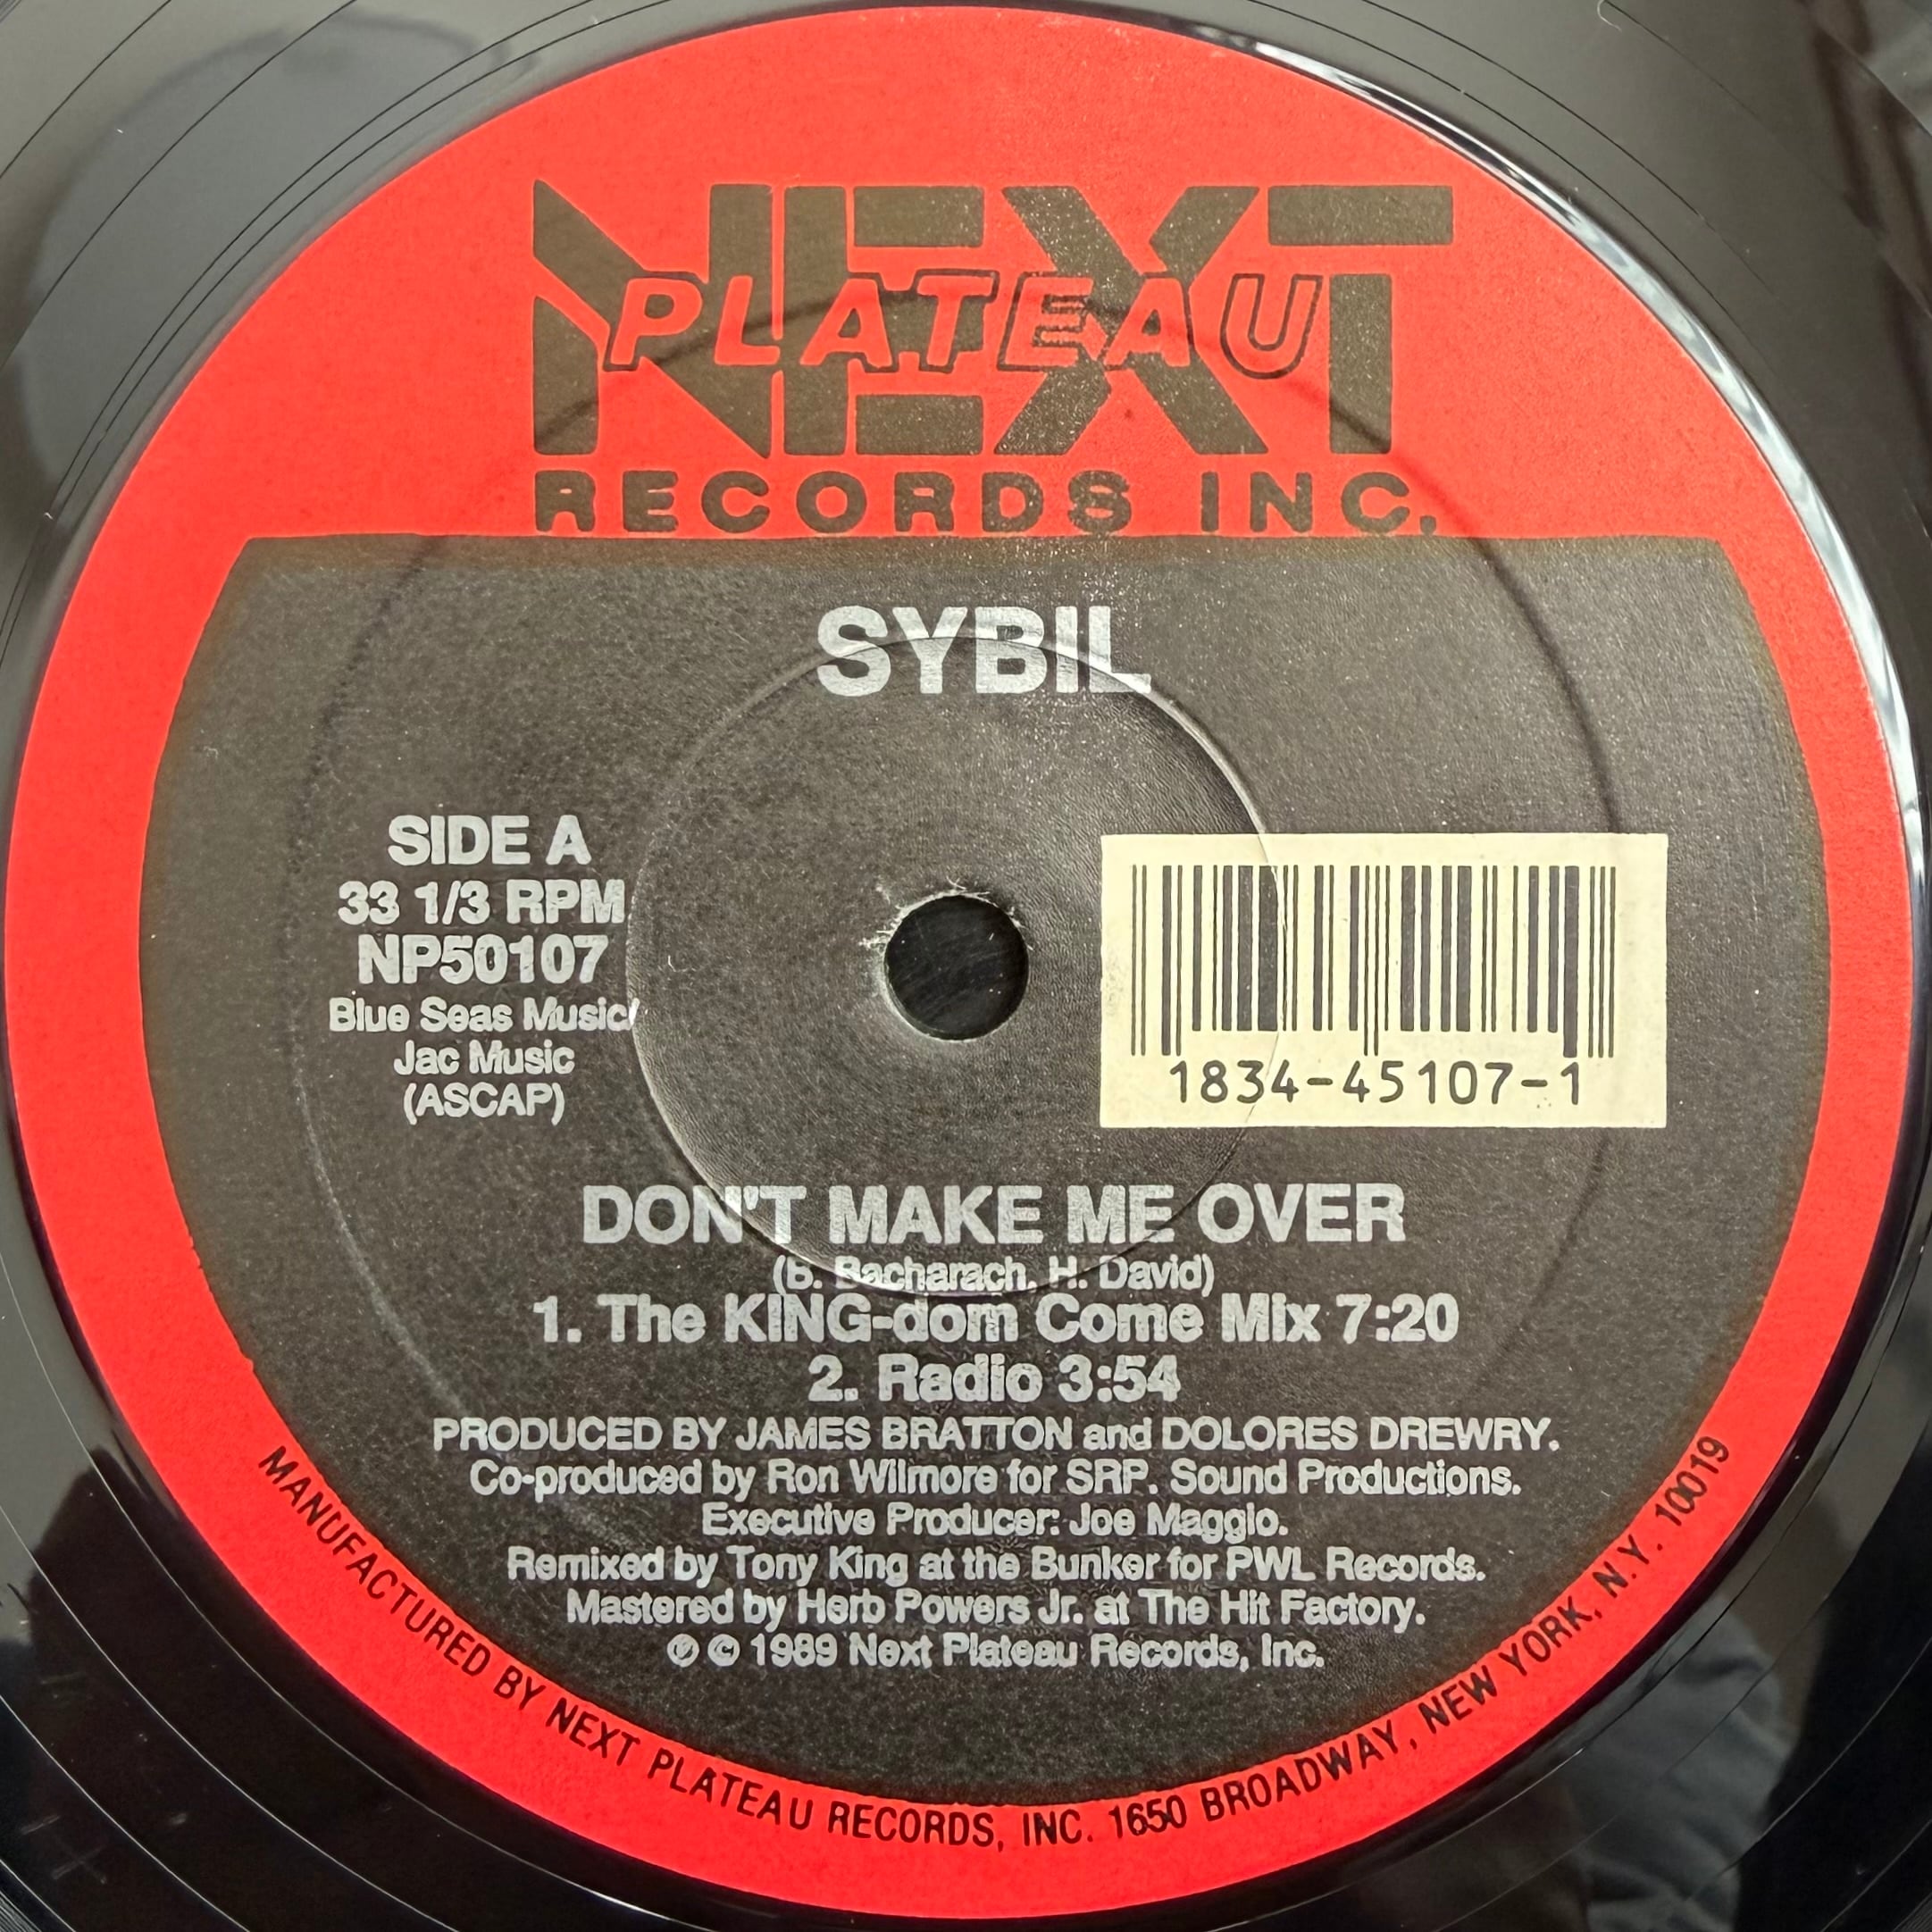 NEXT
PLATEAU
RECORDS INC.
SYBIL
SIDE A
33 1/3 RPM
NP50107
Blue Seas Music/
Jac Music
(ASCAP)
1834-45107-1
DON'T MAKE ME OVER
(B. Bacharach, H. David)
1. The KING-dom Come Mix 7:20
2. Radio 3:54
PRODUCED BY JAMES BRATTON and DOLORES DREWRY.
Co-produced by Ron Wilmore for SRP. Sound Productions.
Executive Producer: Joe Maggio.
Remixed by Tony King at the Bunker for PWL Records.
Mastered by Herb Powers Jr. at The Hit Factory.
℗ © 1989 Next Plateau Records, Inc.
MANUFACTURED BY NEXT PLATEAU RECORDS, INC. 1650 BROADWAY, NEW YORK, N.Y. 10019